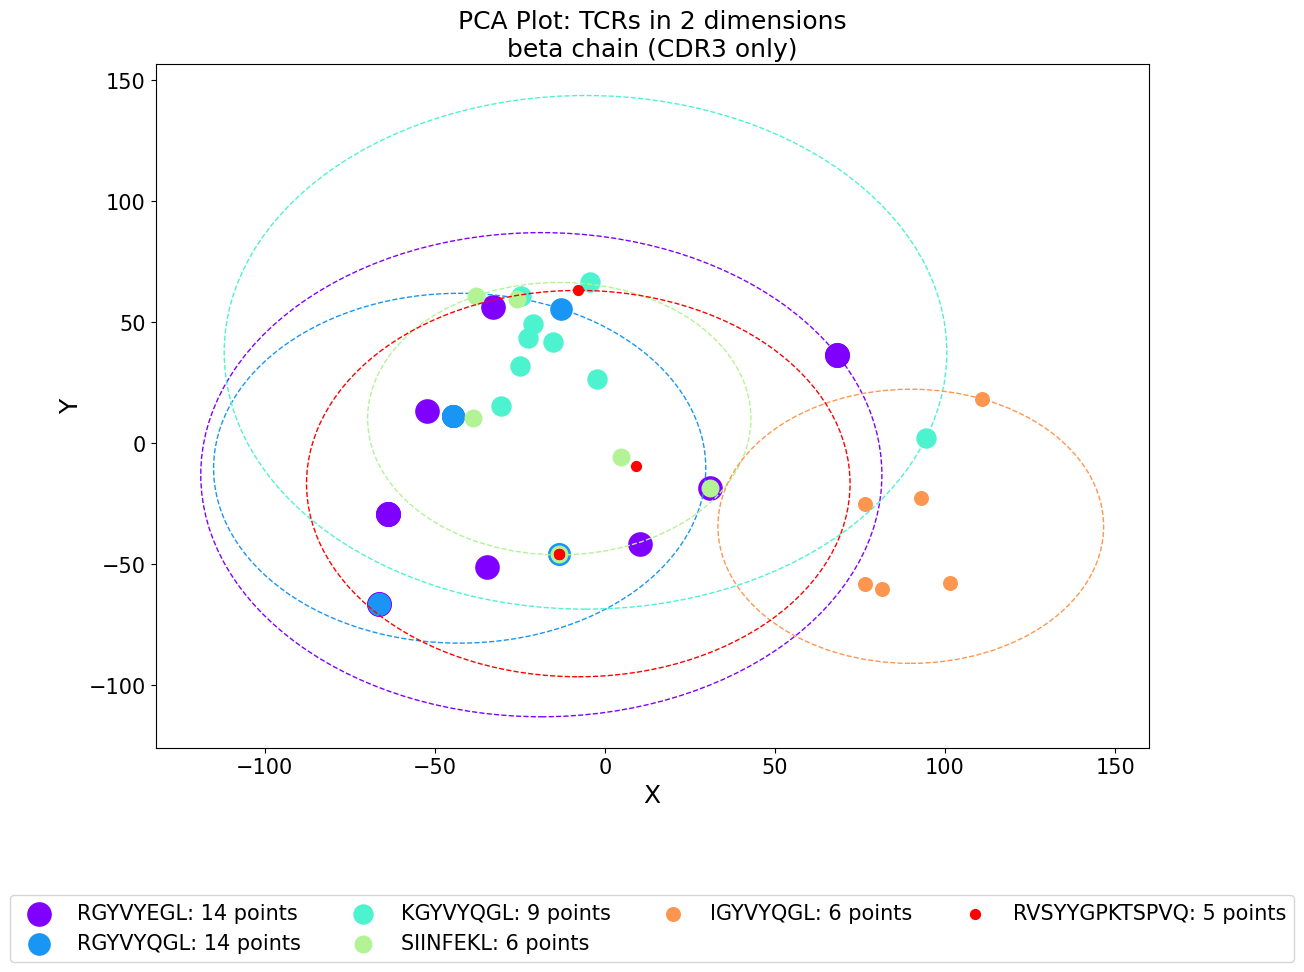 PCA Plot: TCRs in 2 dimensions
beta chain (CDR3 only)
150
100
50
0
−50
−100
Y
−100
−50
0
50
100
150
X
RGYVYEGL: 14 points
KGYVYQGL: 9 points
IGYVYQGL: 6 points
RVSYYGPKTSPVQ: 5 points
RGYVYQGL: 14 points
SIINFEKL: 6 points